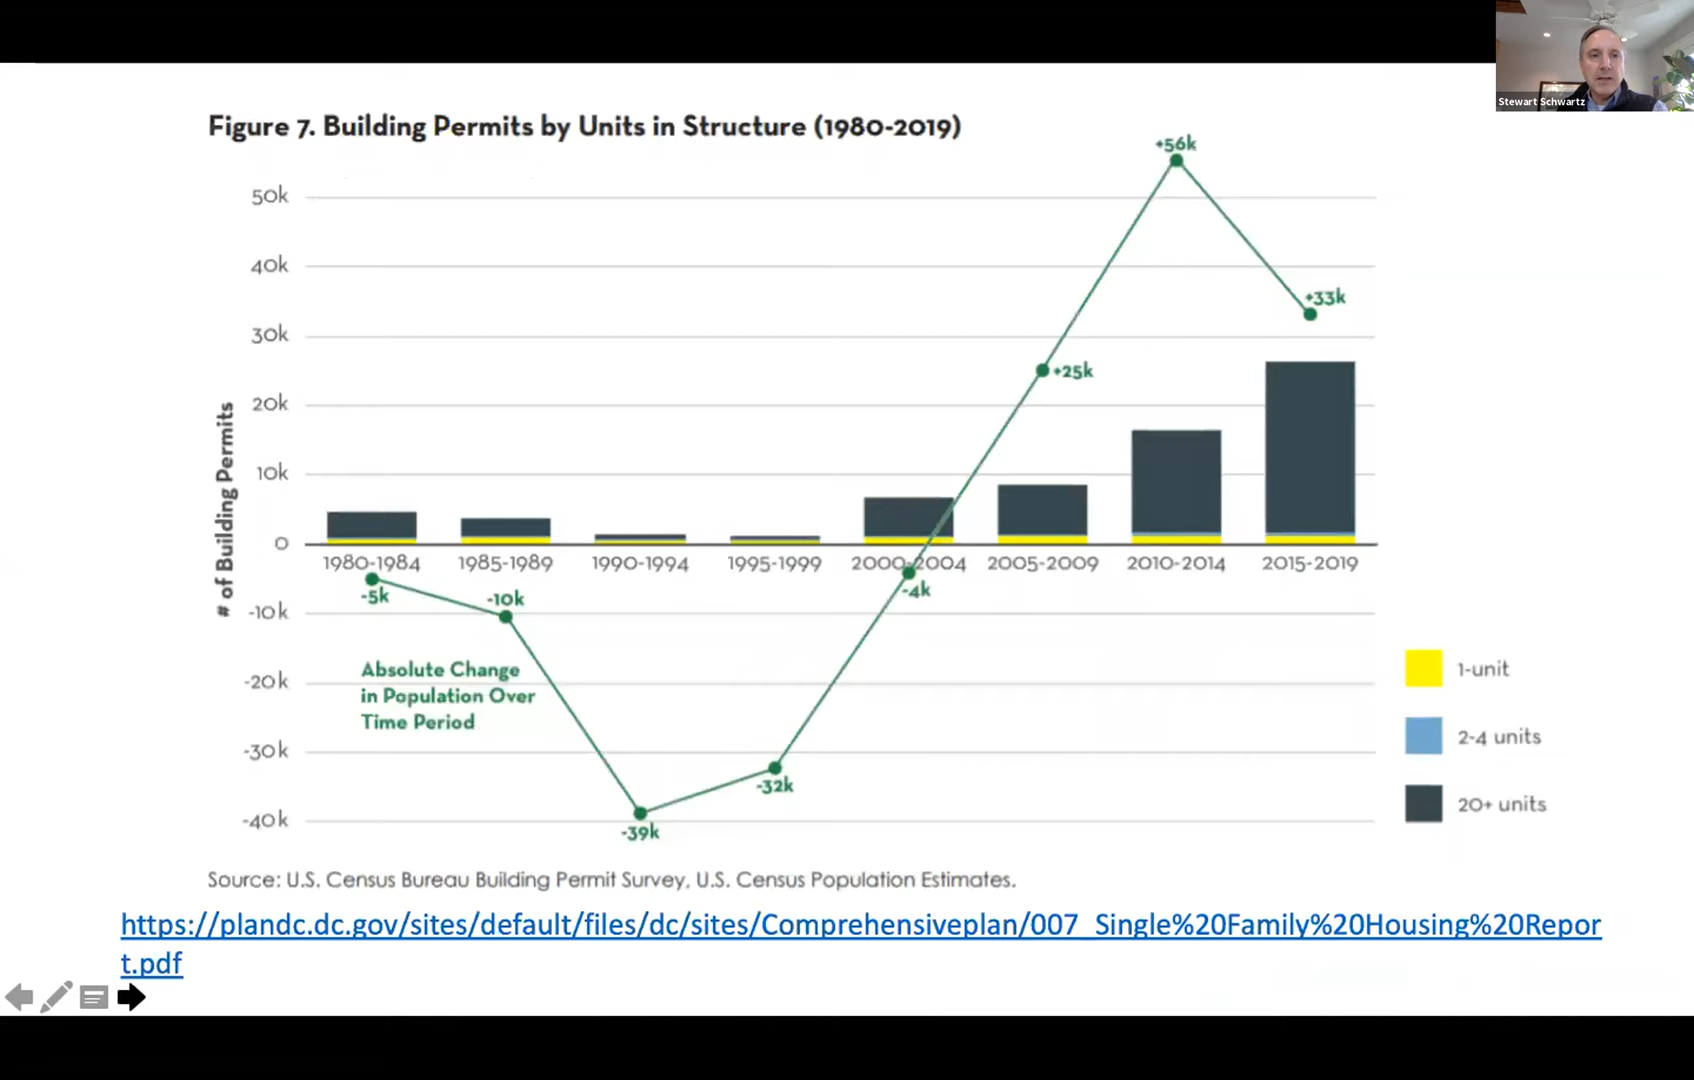 Stewart Schwartz
Figure 7. Building Permits by Units in Structure (1980-2019)
+56k
50k
40k
+33k
30k
+25k
20k
# of Building Permits
10k
0
1980-1984 1985-1989 1990-1994 1995-1999 2000-2004 2005-2009 2010-2014 2015-2019
-5k
-10k
-4k
-10k
Absolute Change
in Population Over
Time Period
-20k
1-unit
2-4 units
-30k
-32k
20+ units
-40k
-39k
Source: U.S. Census Bureau Building Permit Survey, U.S. Census Population Estimates.
https://plandc.dc.gov/sites/default/files/dc/sites/Comprehensiveplan/007_Single%20Family%20Housing%20Repor
t.pdf